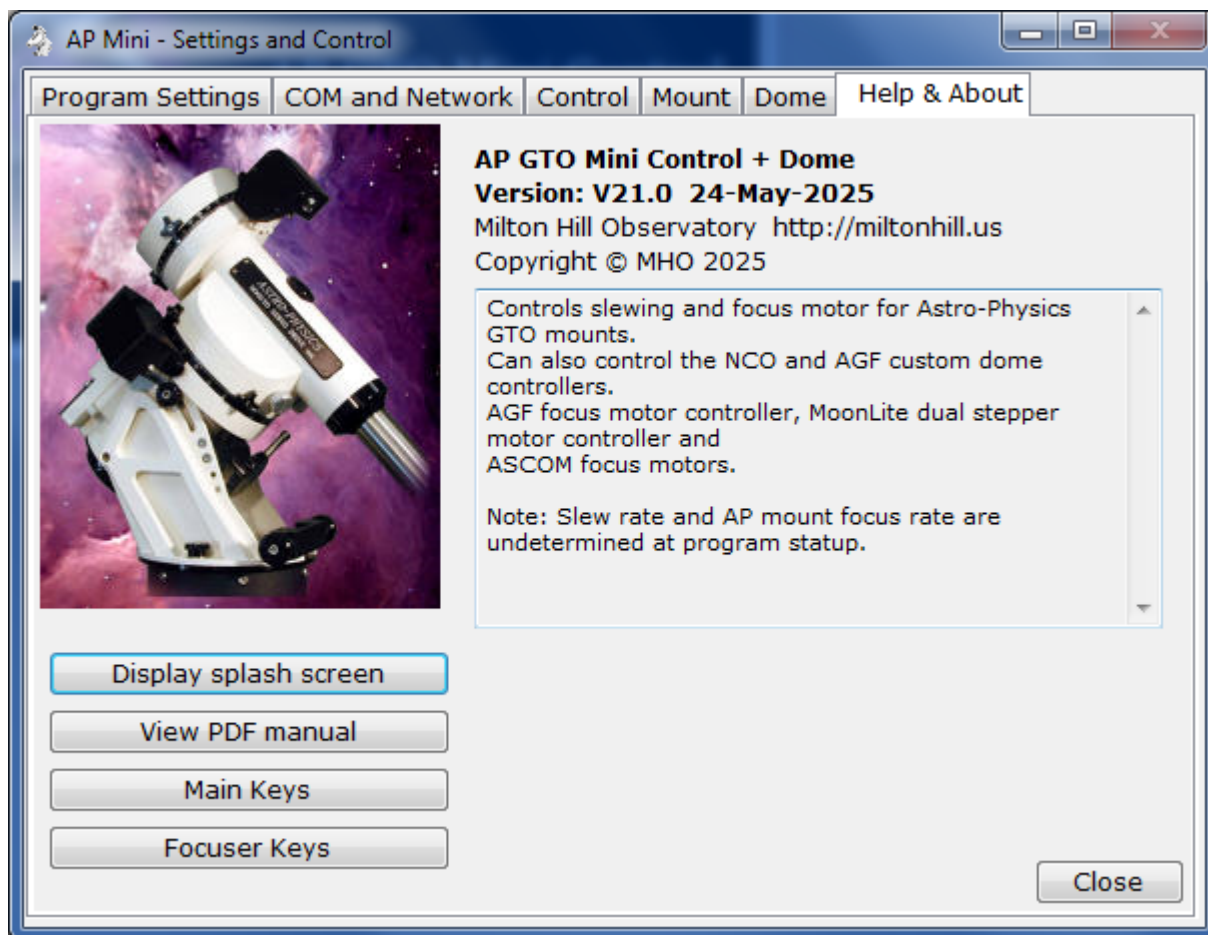 AP Mini - Settings and Control
Program Settings COM and Network Control Mount Dome Help & About
AP GTO Mini Control + Dome
Version: V21.0 24-May-2025
Milton Hill Observatory http://miltonhill.us
Copyright © MHO 2025
Controls slewing and focus motor for Astro-Physics
GTO mounts.
Can also control the NCO and AGF custom dome
controllers.
AGF focus motor controller, MoonLite dual stepper
motor controller and
ASCOM focus motors.
Note: Slew rate and AP mount focus rate are
undetermined at program statup.
ASTRO-PHYSICS
Display splash screen
View PDF manual
Main Keys
Focuser Keys
Close